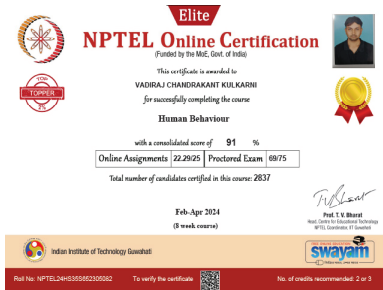 Elite
NPTEL Online Certification
(Funded by the MoE, Govt. of India)
This certificate is awarded to
VADIRAJ CHANDRAKANT KULKARNI
for successfully completing the course
Human Behaviour
with a consolidated score of 91 %
Online Assignments 22.29/25 Proctored Exam 69/75
Total number of candidates certified in this course: 2837
Feb-Apr 2024
(8 week course)
Prof. T. V. Bharat
Head, Centre for Educational Technology
NPTEL Coordinator, IIT Guwahati
TOP
TOPPER
2%
Indian Institute of Technology Guwahati
swayam
Roll No: NPTEL24HS35S652305082
To verify the certificate
No. of credits recommended: 2 or 3